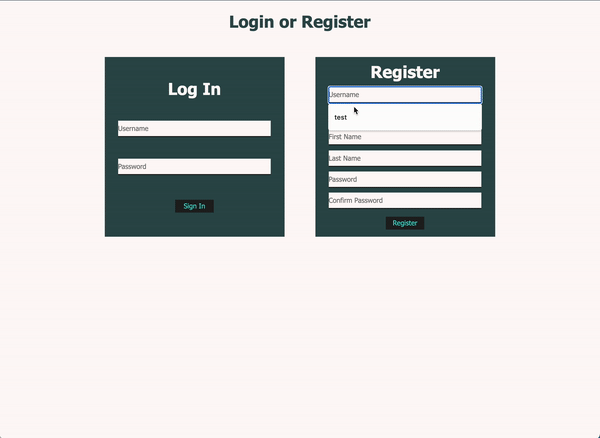 Login or Register
Log In
Username
Password
Sign In
Register
Username
test
First Name
Last Name
Password
Confirm Password
Register